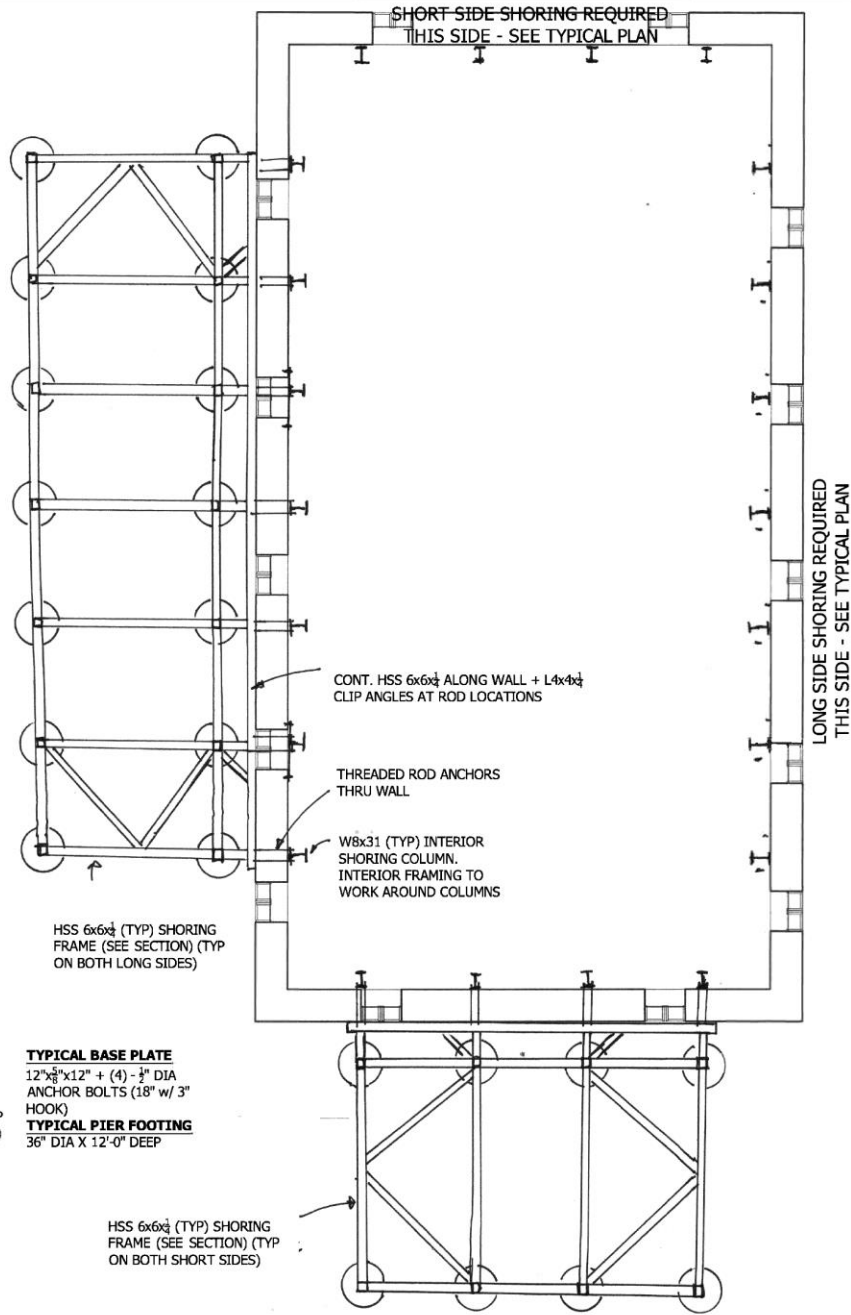 SHORT SIDE SHORING REQUIRED
THIS SIDE - SEE TYPICAL PLAN
LONG SIDE SHORING REQUIRED
THIS SIDE - SEE TYPICAL PLAN
CONT. HSS 6x6x¼ ALONG WALL + L4x4x¼
CLIP ANGLES AT ROD LOCATIONS
THREADED ROD ANCHORS
THRU WALL
W8x31 (TYP) INTERIOR
SHORING COLUMN.
INTERIOR FRAMING TO
WORK AROUND COLUMNS
HSS 6x6x¼ (TYP) SHORING
FRAME (SEE SECTION) (TYP
ON BOTH LONG SIDES)
TYPICAL BASE PLATE
12"x⅝"x12" + (4) - ½" DIA
ANCHOR BOLTS (18" w/ 3"
HOOK)
TYPICAL PIER FOOTING
36" DIA X 12'-0" DEEP
HSS 6x6x¼ (TYP) SHORING
FRAME (SEE SECTION) (TYP
ON BOTH SHORT SIDES)